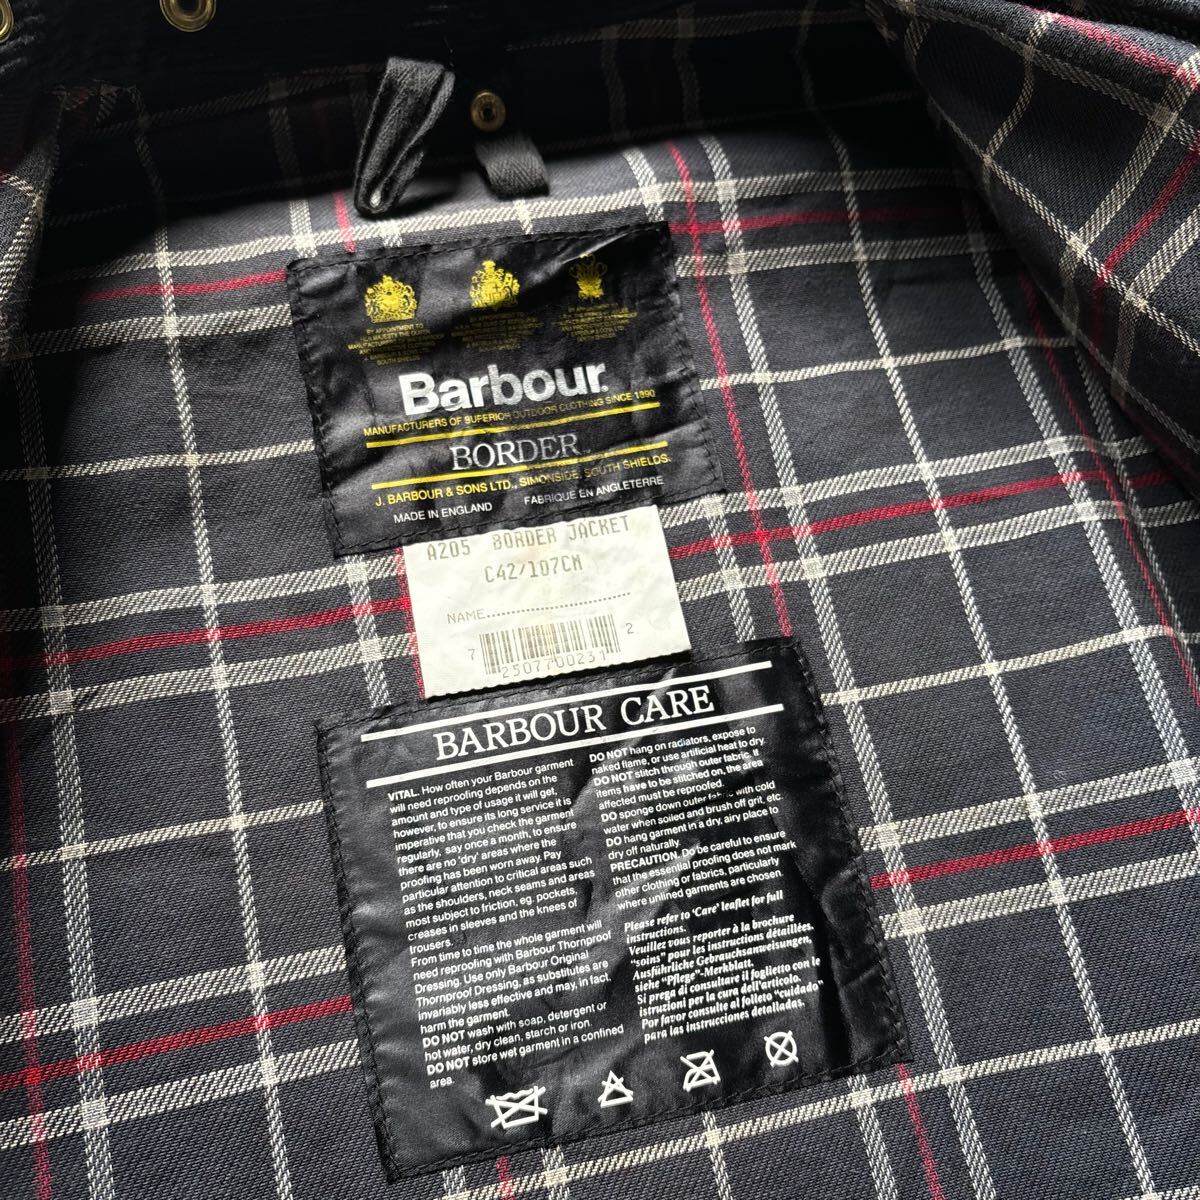 BY APPOINTMENT TO
Barbour.
MANUFACTURERS OF SUPERIOR OUTDOOR CLOTHING SINCE 1890
BORDER
J. BARBOUR & SONS LTD., SIMONSIDE, SOUTH SHIELDS.
MADE IN ENGLAND FABRIQUE EN ANGLETERRE
A205 BORDER JACKET
C42/107CM
NAME
7 25077 00231 2
BARBOUR CARE
VITAL. How often your Barbour garment
will need reproofing depends on the
amount and type of usage it will get,
however, to ensure its long service it is
imperative that you check the garment
regularly, say once a month, to ensure
there are no 'dry' areas where the
proofing has been worn away. Pay
particular attention to critical areas such
as the shoulders, neck seams and areas
most subject to friction, eg. pockets,
creases in sleeves and the knees of
trousers.
From time to time the whole garment will
need reproofing with Barbour Thornproof
Dressing. Use only Barbour Original
Thornproof Dressing, as substitutes are
invariably less effective and may, in fact,
harm the garment.
DO NOT wash with soap, detergent or
hot water, dry clean, starch or iron.
DO NOT store wet garment in a confined
area.
DO NOT hang on radiators, expose to
naked flame, or use artificial heat to dry.
DO NOT stitch through outer fabric. If
items have to be stitched on, the area
affected must be reproofed.
DO sponge down outer fabric with cold
water when soiled and brush off grit, etc.
DO hang garment in a dry, airy place to
dry off naturally.
PRECAUTION. Do be careful to ensure
that the essential proofing does not mark
other clothing or fabrics, particularly
where unlined garments are chosen.
Please refer to 'Care' leaflet for full
instructions.
Veuillez vous reporter à la brochure
"soins" pour les instructions détaillées.
Ausführliche Gebrauchsanweisungen,
siehe "Pflege"-Merkblatt.
Si prega di consultare il foglietto con le
istruzioni per la cura dell'articolo.
Por favor consulte al folleto "cuidado"
para las instrucciones detalladas.